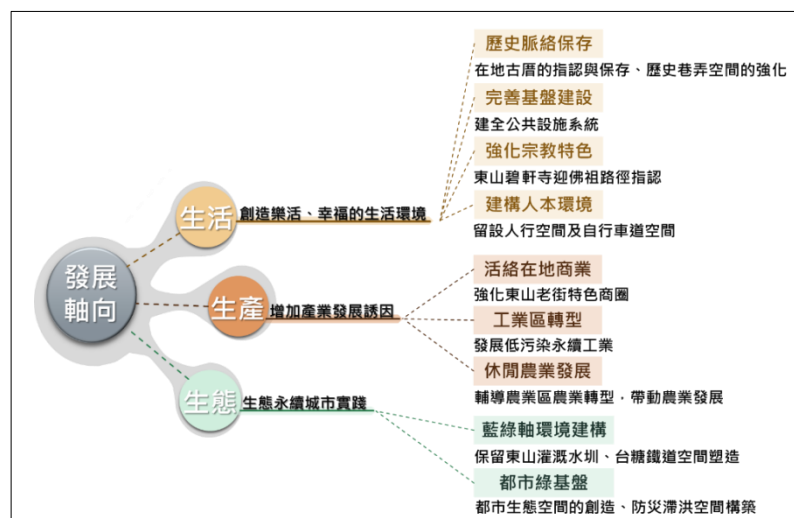 發展
軸向
生活
創造樂活、幸福的生活環境
歷史脈絡保存
在地古厝的指認與保存、歷史巷弄空間的強化
完善基盤建設
建全公共設施系統
強化宗教特色
東山碧軒寺迎佛祖路徑指認
建構人本環境
留設人行空間及自行車道空間
生產
增加產業發展誘因
活絡在地商業
強化東山老街特色商圈
工業區轉型
發展低污染永續工業
休閒農業發展
輔導農業區農業轉型，帶動農業發展
生態
生態永續城市實踐
藍綠軸環境建構
保留東山灌溉水圳、台糖鐵道空間塑造
都市綠基盤
都市生態空間的創造、防災滯洪空間構築